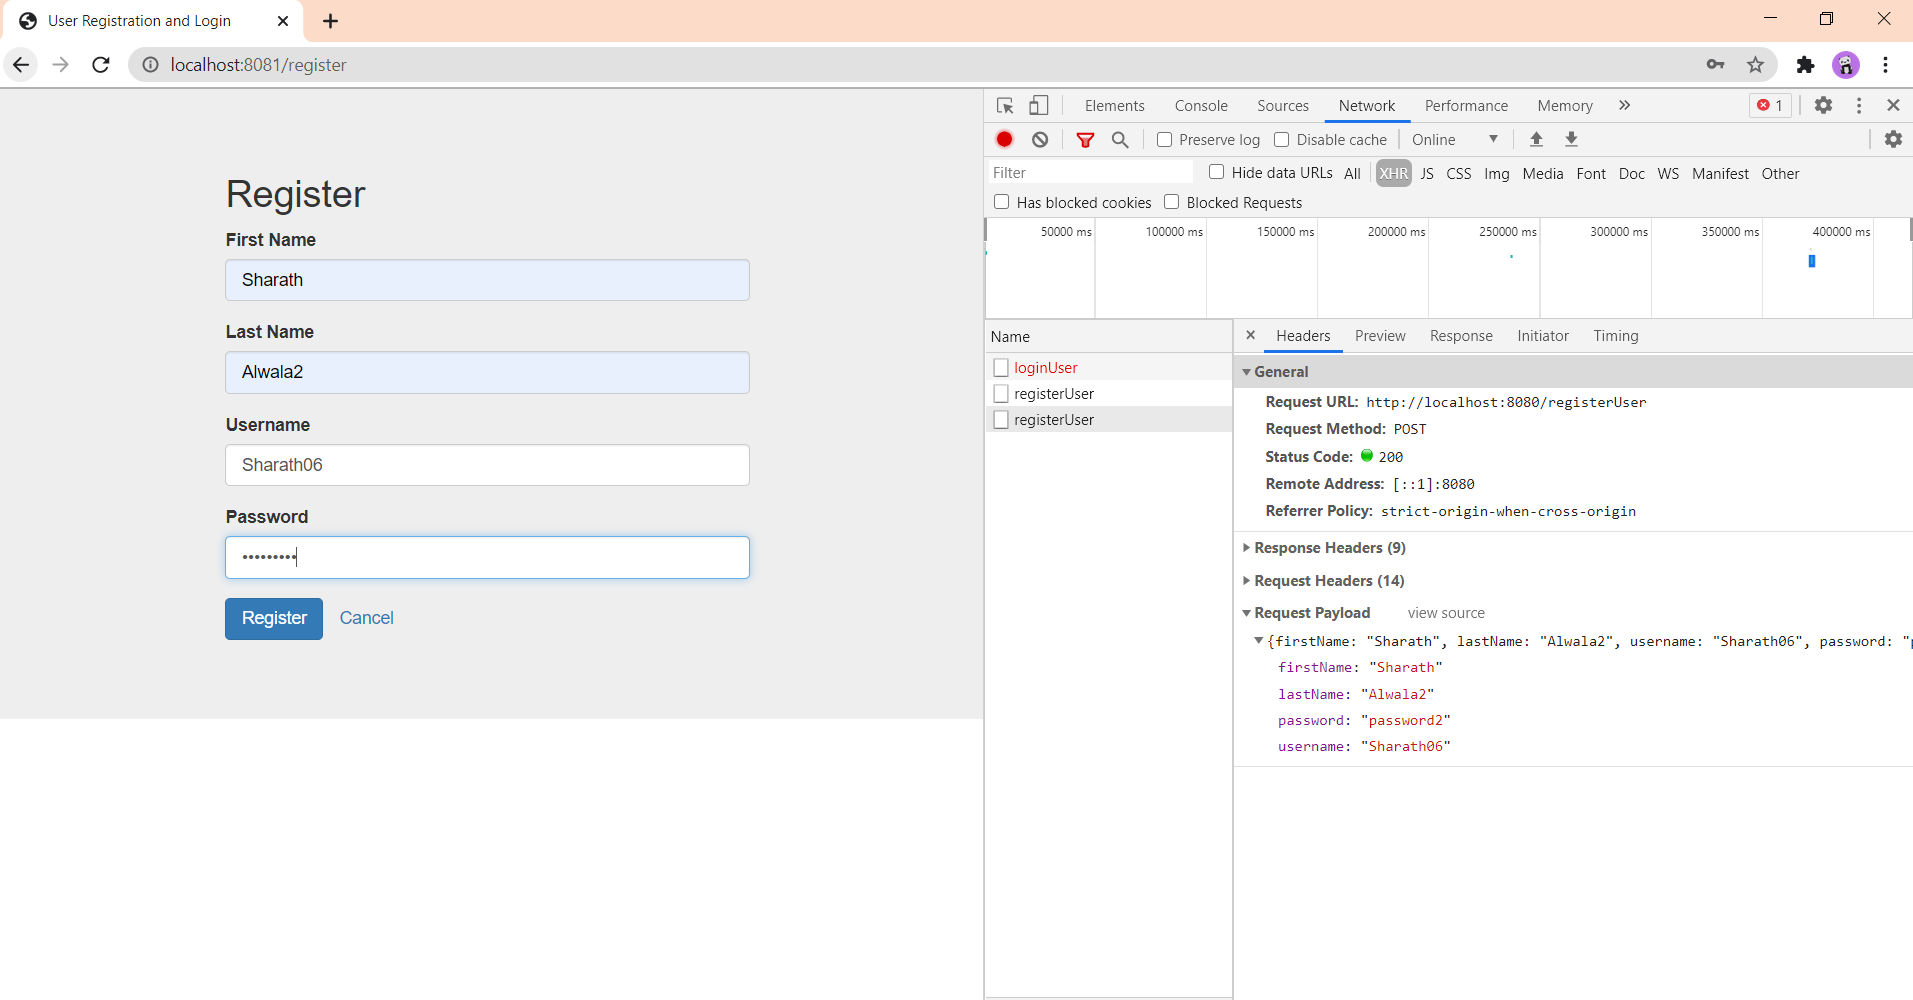 User Registration and Login
localhost:8081/register
Register
First Name
Sharath
Last Name
Alwala2
Username
Sharath06
Password
•••••••••
Register Cancel
Elements Console Sources Network Performance Memory » 1
Preserve log Disable cache Online
Filter Hide data URLs All XHR JS CSS Img Media Font Doc WS Manifest Other
Has blocked cookies Blocked Requests
50000 ms 100000 ms 150000 ms 200000 ms 250000 ms 300000 ms 350000 ms 400000 ms
Name
loginUser
registerUser
registerUser
Headers Preview Response Initiator Timing
General
Request URL: http://localhost:8080/registerUser
Request Method: POST
Status Code: 200
Remote Address: [::1]:8080
Referrer Policy: strict-origin-when-cross-origin
Response Headers (9)
Request Headers (14)
Request Payload view source
{firstName: "Sharath", lastName: "Alwala2", username: "Sharath06", password: "
firstName: "Sharath"
lastName: "Alwala2"
password: "password2"
username: "Sharath06"